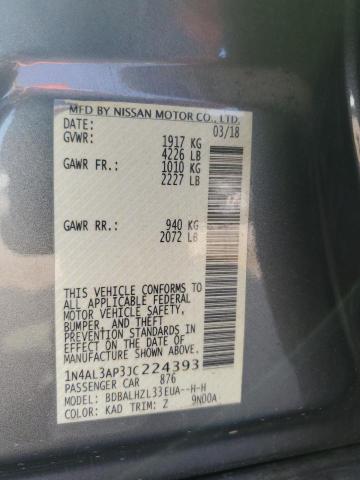 MFD BY NISSAN MOTOR CO., LTD.
DATE: 03/18
GVWR: 1917 KG
4226 LB
GAWR FR: 1010 KG
2227 LB
GAWR RR: 940 KG
2072 LB
THIS VEHICLE CONFORMS TO
ALL APPLICABLE FEDERAL
MOTOR VEHICLE SAFETY,
BUMPER, AND THEFT
PREVENTION STANDARDS IN
EFFECT ON THE DATE OF
MANUFACTURE SHOWN ABOVE.
1N4AL3AP3JC224393
PASSENGER CAR 876
MODEL: BDBALHZL33EUA--H-H
COLOR: KAD TRIM: Z 9N00A